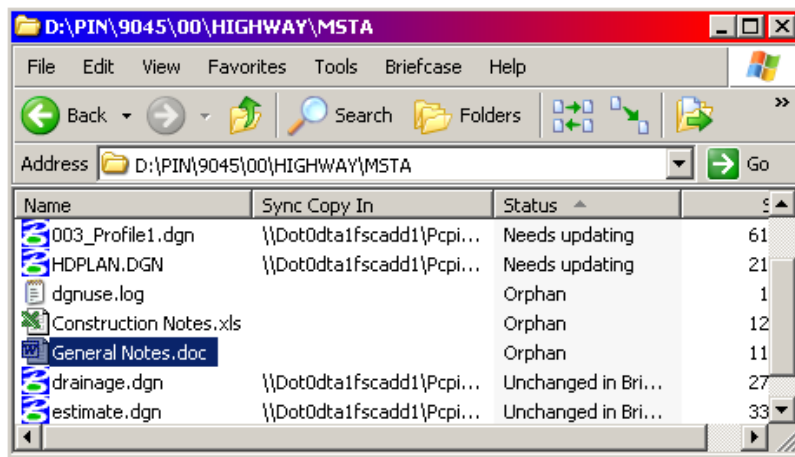 D:\PIN\9045\00\HIGHWAY\MSTA
File Edit View Favorites Tools Briefcase Help
Back Search Folders »
Address D:\PIN\9045\00\HIGHWAY\MSTA Go
Name Sync Copy In Status S
003_Profile1.dgn \\Dot0dta1fscadd1\Pcpi... Needs updating 61
HDPLAN.DGN \\Dot0dta1fscadd1\Pcpi... Needs updating 21
dgnuse.log Orphan 1
Construction Notes.xls Orphan 12
General Notes.doc Orphan 11
drainage.dgn \\Dot0dta1fscadd1\Pcpi... Unchanged in Bri... 27
estimate.dgn \\Dot0dta1fscadd1\Pcpi... Unchanged in Bri... 33